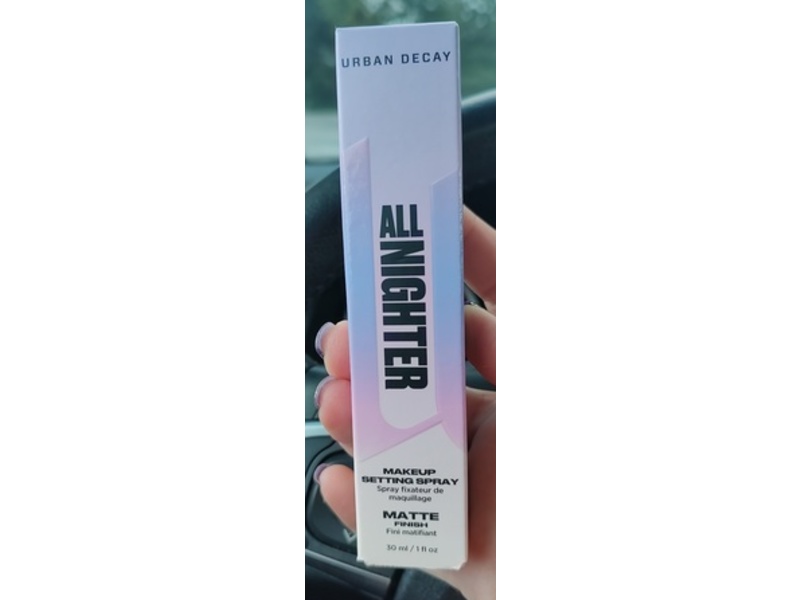 URBAN DECAY
ALL
NIGHTER
MAKEUP
SETTING SPRAY
Spray fixateur de
maquillage
MATTE
FINISH
Fini matifiant
30 ml / 1 fl oz